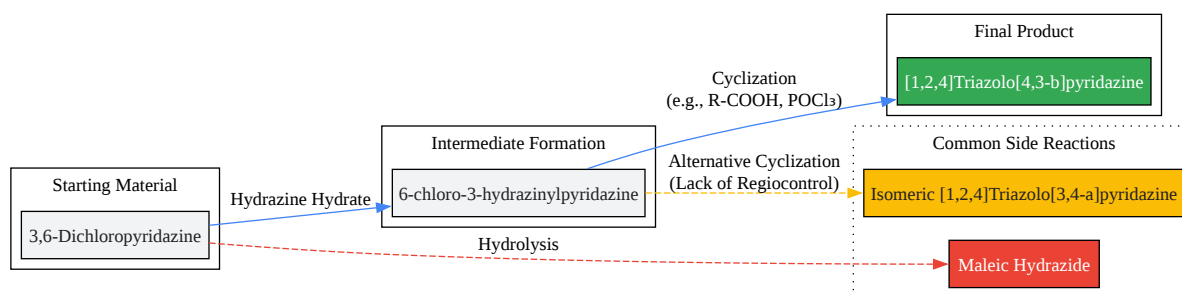 Final Product
[1,2,4]Triazolo[4,3-b]pyridazine
Cyclization
(e.g., R-COOH, POCl₃)
Intermediate Formation
6-chloro-3-hydrazinylpyridazine
Common Side Reactions
Alternative Cyclization
(Lack of Regiocontrol)
Isomeric [1,2,4]Triazolo[3,4-a]pyridazine
Starting Material
3,6-Dichloropyridazine
Hydrazine Hydrate
Hydrolysis
Maleic Hydrazide